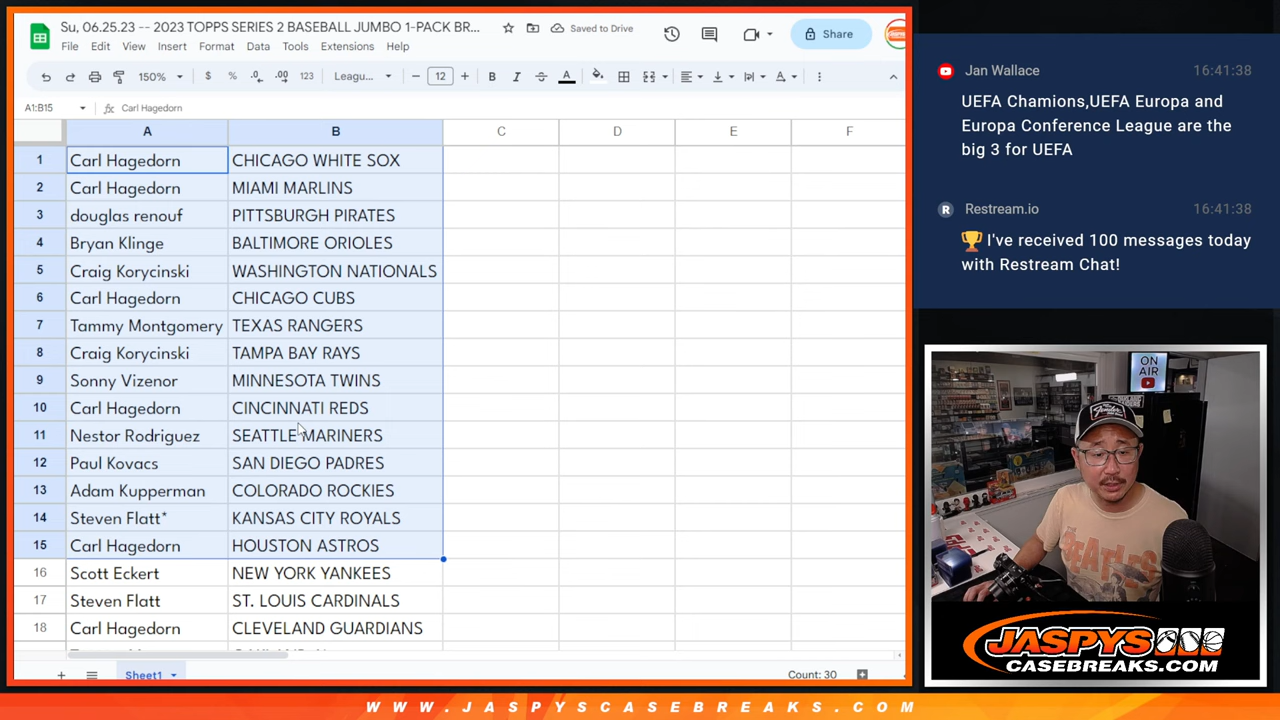 Su, 06.25.23 -- 2023 TOPPS SERIES 2 BASEBALL JUMBO 1-PACK BR...
Saved to Drive
Share
File Edit View Insert Format Data Tools Extensions Help
150% $ % .0 .00 123 Leagu... − 12 + B I A
A1:B15 fx Carl Hagedorn
A B C D E F
1 Carl Hagedorn CHICAGO WHITE SOX
2 Carl Hagedorn MIAMI MARLINS
3 douglas renouf PITTSBURGH PIRATES
4 Bryan Klinge BALTIMORE ORIOLES
5 Craig Korycinski WASHINGTON NATIONALS
6 Carl Hagedorn CHICAGO CUBS
7 Tammy Montgomery TEXAS RANGERS
8 Craig Korycinski TAMPA BAY RAYS
9 Sonny Vizenor MINNESOTA TWINS
10 Carl Hagedorn CINCINNATI REDS
11 Nestor Rodriguez SEATTLE MARINERS
12 Paul Kovacs SAN DIEGO PADRES
13 Adam Kupperman COLORADO ROCKIES
14 Steven Flatt* KANSAS CITY ROYALS
15 Carl Hagedorn HOUSTON ASTROS
16 Scott Eckert NEW YORK YANKEES
17 Steven Flatt ST. LOUIS CARDINALS
18 Carl Hagedorn CLEVELAND GUARDIANS
+ Sheet1 Count: 30
Jan Wallace 16:41:38
UEFA Chamions,UEFA Europa and
Europa Conference League are the
big 3 for UEFA
R Restream.io 16:41:38
🏆 I've received 100 messages today
with Restream Chat!
ON
AIR
Fender
BEATLES
JASPYS
CASEBREAKS.COM
WWW.JASPYSCASEBREAKS.COM